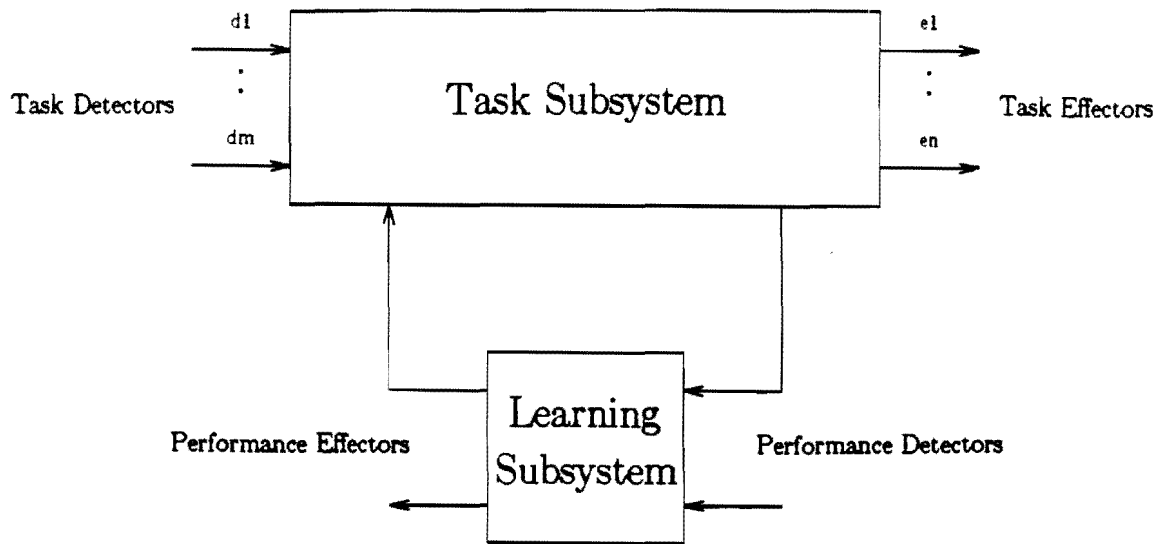 d1
Task Detectors
dm
Task Subsystem
e1
Task Effectors
en
Learning
Subsystem
Performance Effectors
Performance Detectors